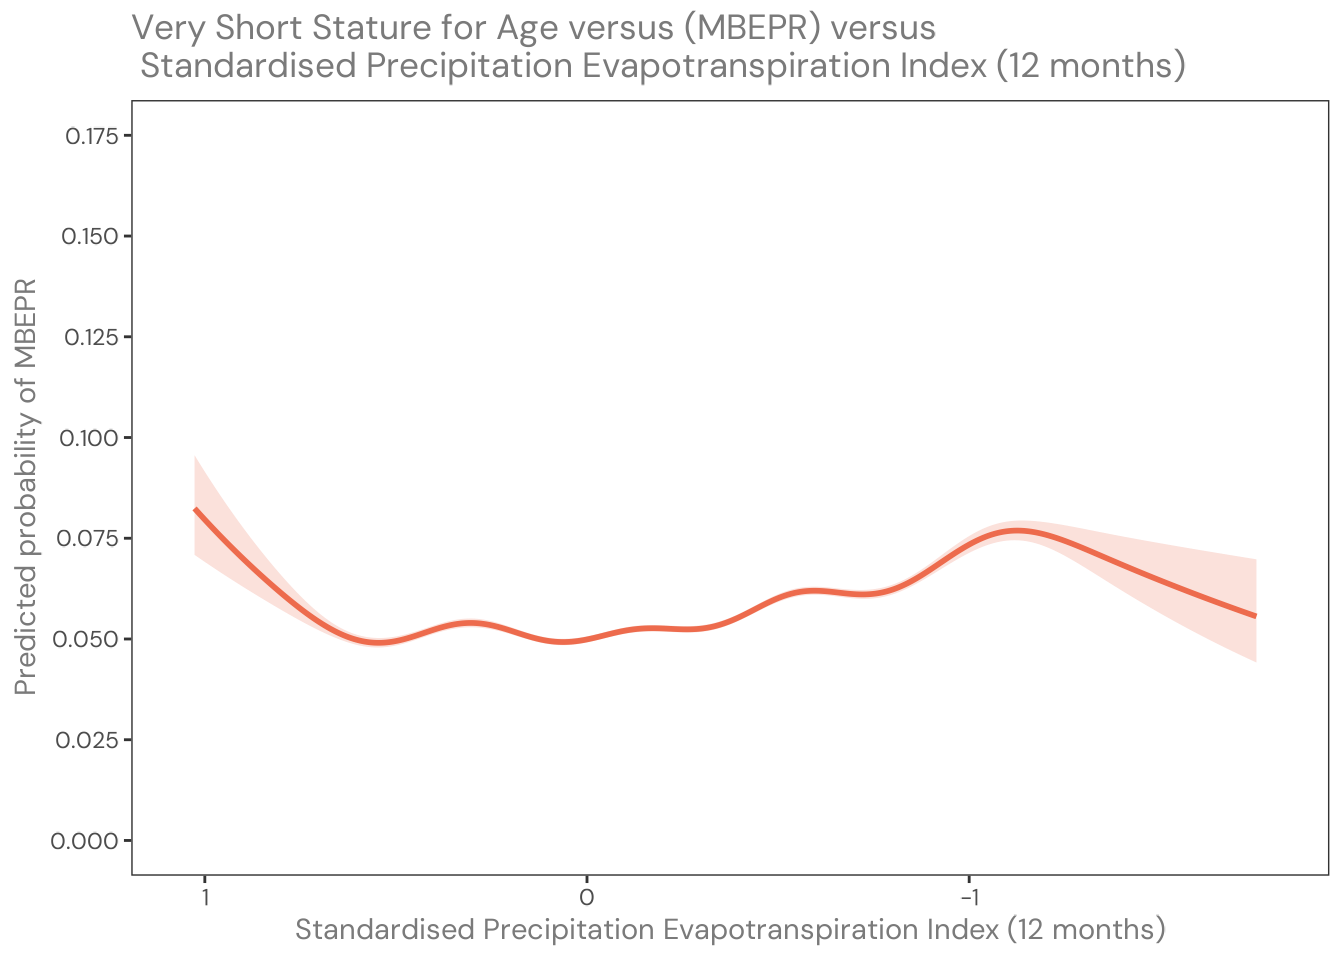 Very Short Stature for Age versus (MBEPR) versus
Standardised Precipitation Evapotranspiration Index (12 months)
Predicted probability of MBEPR
0.175
0.150
0.125
0.100
0.075
0.050
0.025
0.000
1
0
-1
Standardised Precipitation Evapotranspiration Index (12 months)